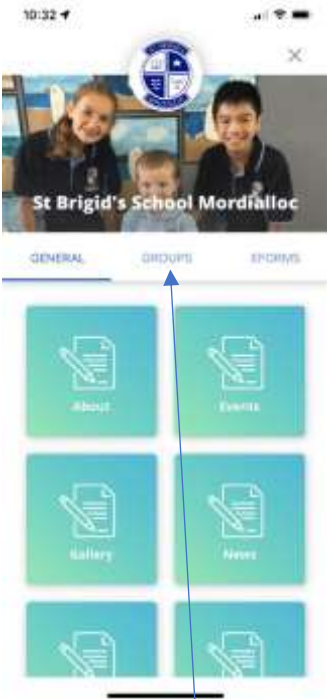 10:32
St Brigid's School Mordialloc
GENERAL GROUPS EFORMS
About Events
Gallery News